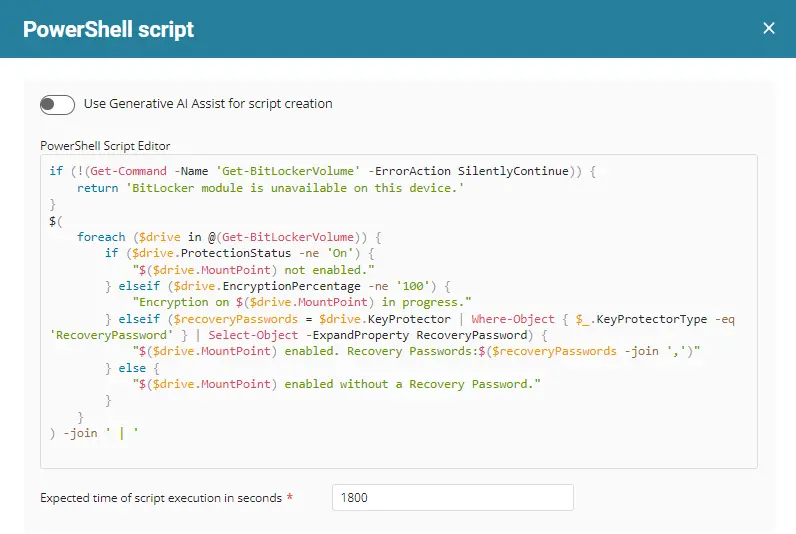 PowerShell script
Use Generative AI Assist for script creation
PowerShell Script Editor
if (!(Get-Command -Name 'Get-BitLockerVolume' -ErrorAction SilentlyContinue)) {
    return 'BitLocker module is unavailable on this device.'
}
$(
    foreach ($drive in @(Get-BitLockerVolume)) {
        if ($drive.ProtectionStatus -ne 'On') {
            "$($drive.MountPoint) not enabled."
        } elseif ($drive.EncryptionPercentage -ne '100') {
            "Encryption on $($drive.MountPoint) in progress."
        } elseif ($recoveryPasswords = $drive.KeyProtector | Where-Object { $_.KeyProtectorType -eq
'RecoveryPassword' } | Select-Object -ExpandProperty RecoveryPassword) {
            "$($drive.MountPoint) enabled. Recovery Passwords:$($recoveryPasswords -join ',')"
        } else {
            "$($drive.MountPoint) enabled without a Recovery Password."
        }
    }
) -join ' | '
Expected time of script execution in seconds * 1800